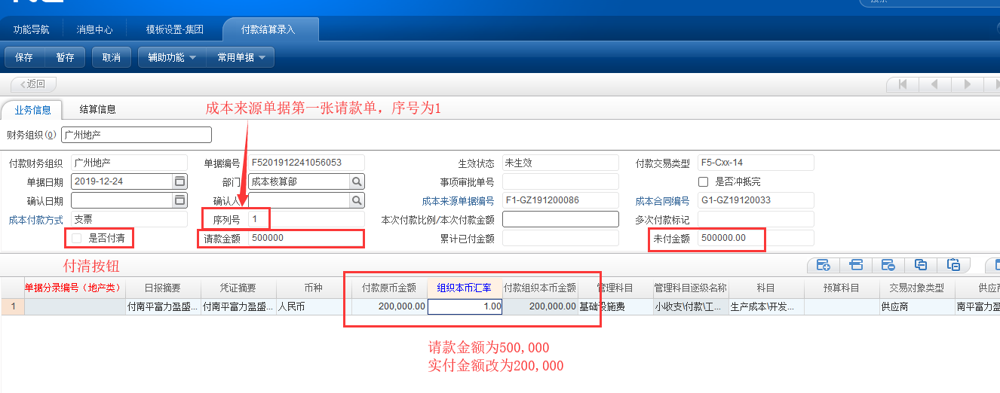 功能导航 消息中心 模板设置-集团 付款结算录入
保存 暂存 取消 辅助功能 常用单据
返回
业务信息 结算信息 成本来源单据第一张请款单，序号为1
财务组织(O) 广州地产
付款财务组织 广州地产 单据编号 F5201912241056053 生效状态 未生效 付款交易类型 F5-Cxx-14
单据日期 2019-12-24 部门 成本核算部 事项审批单号 是否冲抵完
确认日期 确认人 成本来源单据编号 F1-GZ191200086 成本合同编号 G1-GZ19120033
成本付款方式 支票 序列号 1 本次付款比例/本次付款金额 多次付款标记
是否付清 请款金额 500000 累计已付金额 未付金额 500000.00
付清按钮
单据分录编号（地产类） 日报摘要 凭证摘要 币种 付款原币金额 组织本币汇率 付款组织本币金额 管理科目 管理科目逐级名称 科目 预算科目 交易对象类型
1 付南平富力盈盛... 付南平富力盈盛... 人民币 200,000.00 1.00 200,000.00 基础设施费 小收支\付款\工... 生产成本\开发... 供应商
请款金额为500,000
实付金额改为200,000